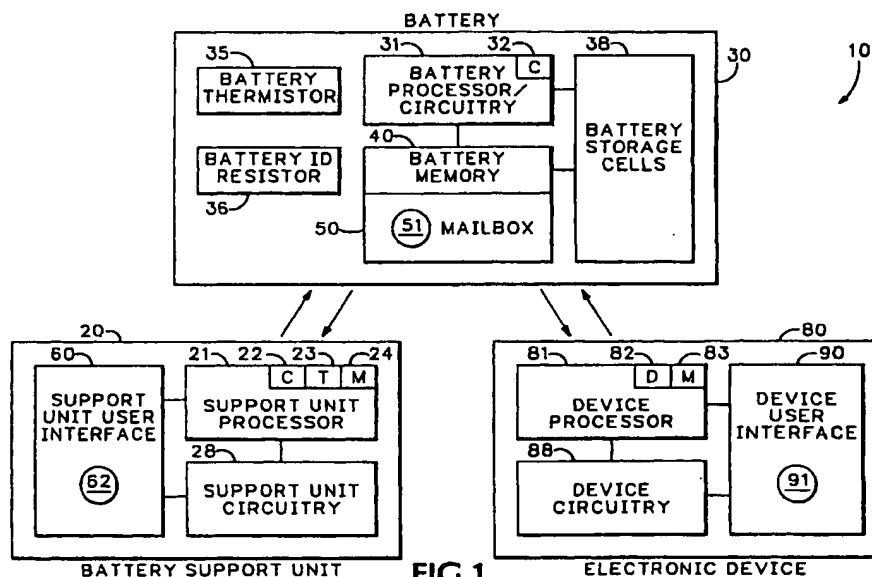 BATTERY
35
31
32
38
30
10
BATTERY
THERMISTOR
BATTERY
PROCESSOR/
CIRCUITRY
C
BATTERY
STORAGE
CELLS
40
BATTERY ID
RESISTOR
36
BATTERY
MEMORY
50
51 MAILBOX
20
60
21
22
23
24
C T M
SUPPORT
UNIT USER
INTERFACE
62
SUPPORT UNIT
PROCESSOR
28
SUPPORT UNIT
CIRCUITRY
BATTERY SUPPORT UNIT
80
81
82
83
90
D M
DEVICE
PROCESSOR
DEVICE
USER
INTERFACE
91
88
DEVICE
CIRCUITRY
ELECTRONIC DEVICE
FIG.1